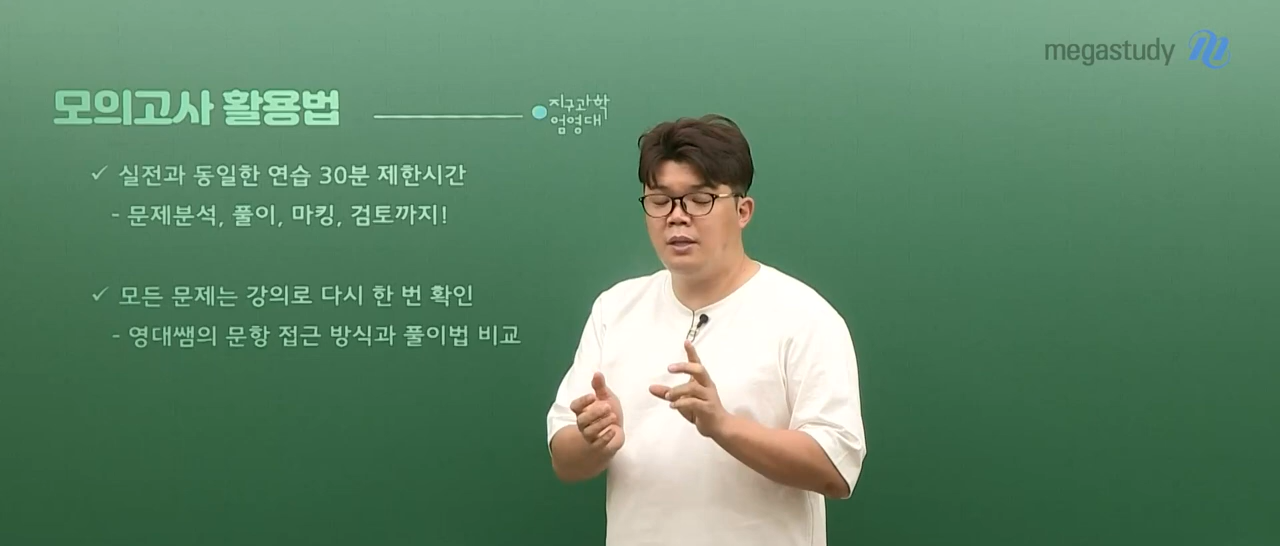 megastudy
모의고사 활용법
지구과학
엄영대
✓ 실전과 동일한 연습 30분 제한시간
- 문제분석, 풀이, 마킹, 검토까지!
✓ 모든 문제는 강의로 다시 한 번 확인
- 영대쌤의 문항 접근 방식과 풀이법 비교